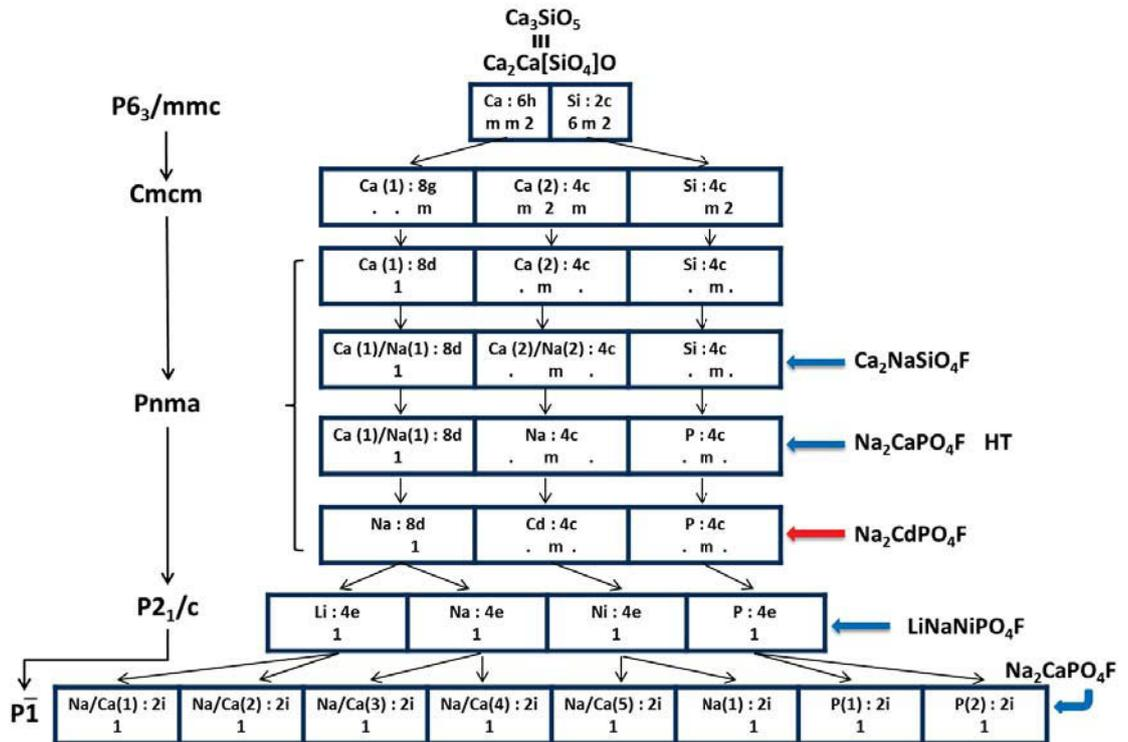 Ca₃SiO₅
≡
Ca₂Ca[SiO₄]O
P6₃/mmc
Ca : 6h Si : 2c
m m 2 6 m 2
Cmcm
Ca (1) : 8g Ca (2) : 4c Si : 4c
. . m m 2 m m 2
Ca (1) : 8d Ca (2) : 4c Si : 4c
1 . m . . m .
Ca (1)/Na(1) : 8d Ca (2)/Na(2) : 4c Si : 4c Ca₂NaSiO₄F
1 . m . . m .
Pnma
Ca (1)/Na(1) : 8d Na : 4c P : 4c Na₂CaPO₄F HT
1 . m . . m .
Na : 8d Cd : 4c P : 4c Na₂CdPO₄F
1 . m . . m .
P2₁/c
Li : 4e Na : 4e Ni : 4e P : 4e LiNaNiPO₄F
1 1 1 1
Na₂CaPO₄F
P1̅
Na/Ca(1) : 2i Na/Ca(2) : 2i Na/Ca(3) : 2i Na/Ca(4) : 2i Na/Ca(5) : 2i Na(1) : 2i P(1) : 2i P(2) : 2i
1 1 1 1 1 1 1 1